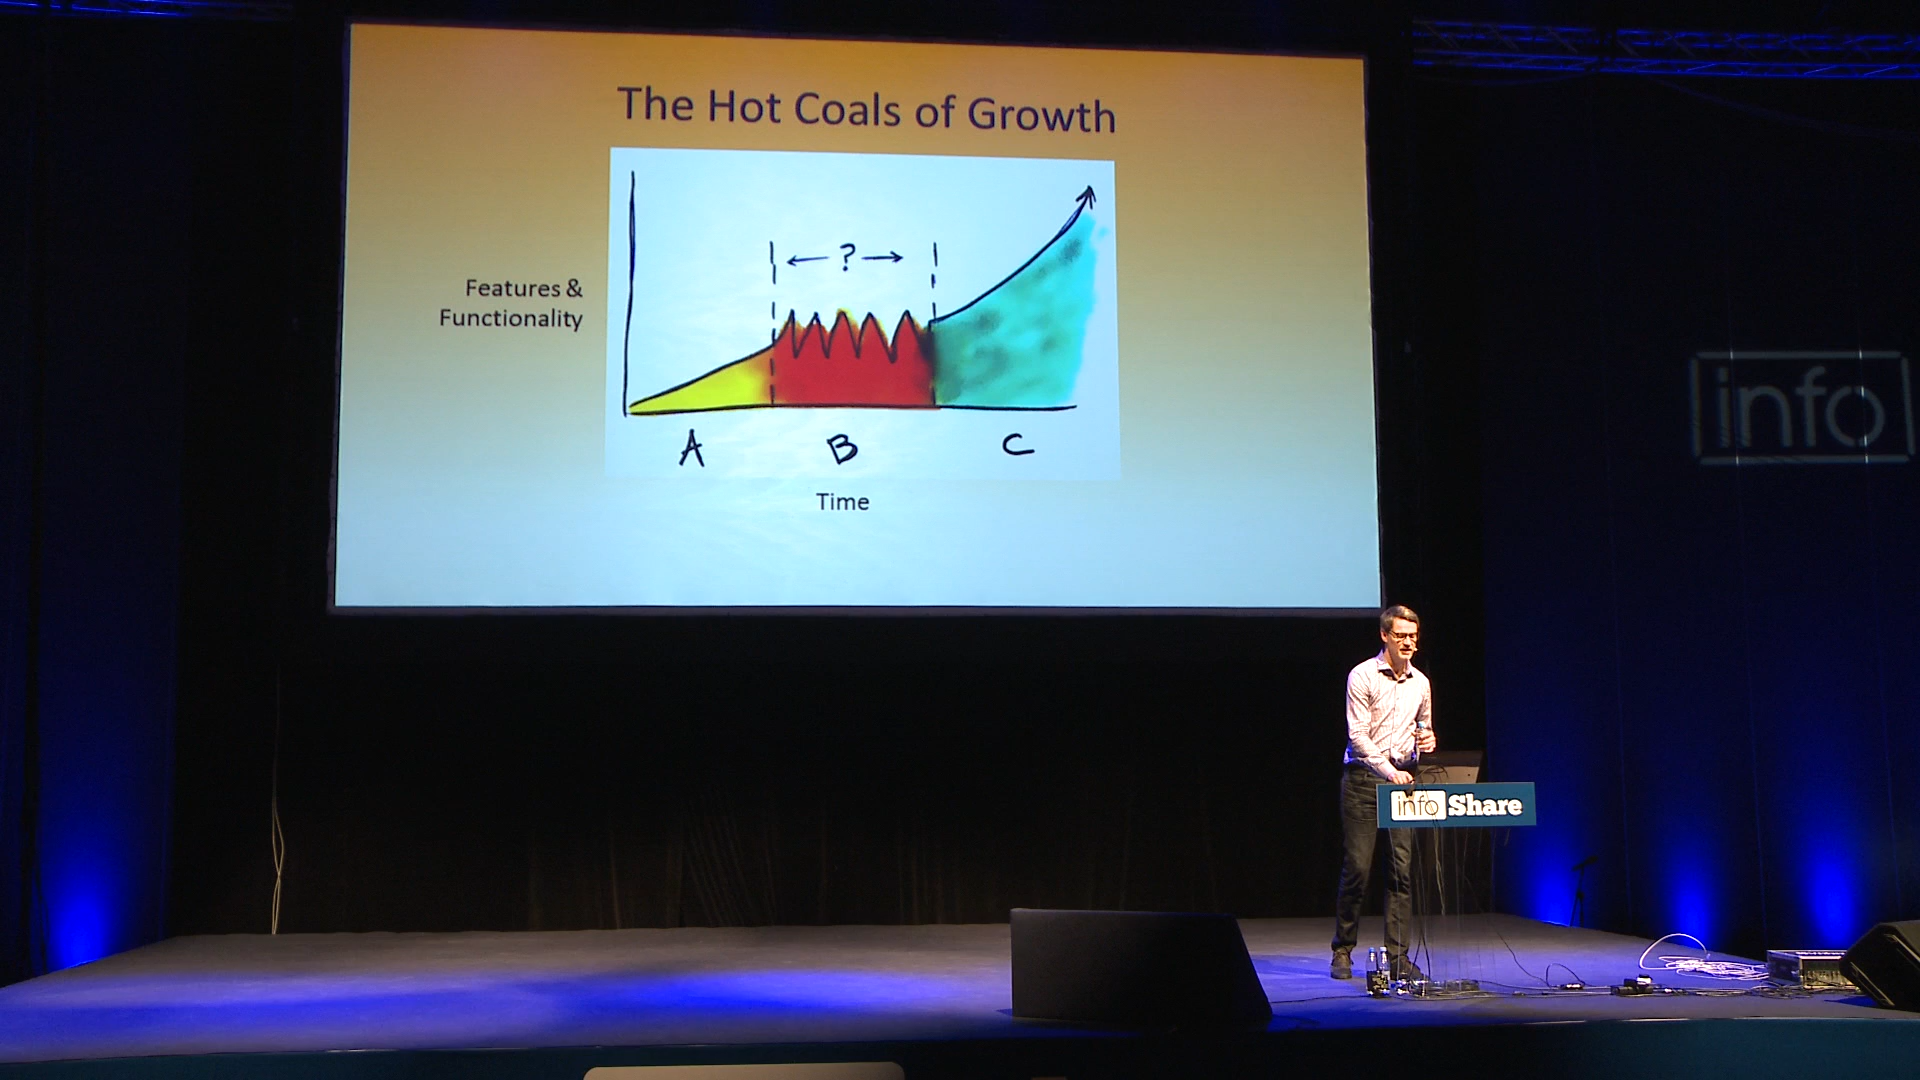 The Hot Coals of Growth
Features &
Functionality
?
A B C
Time
info
info Share